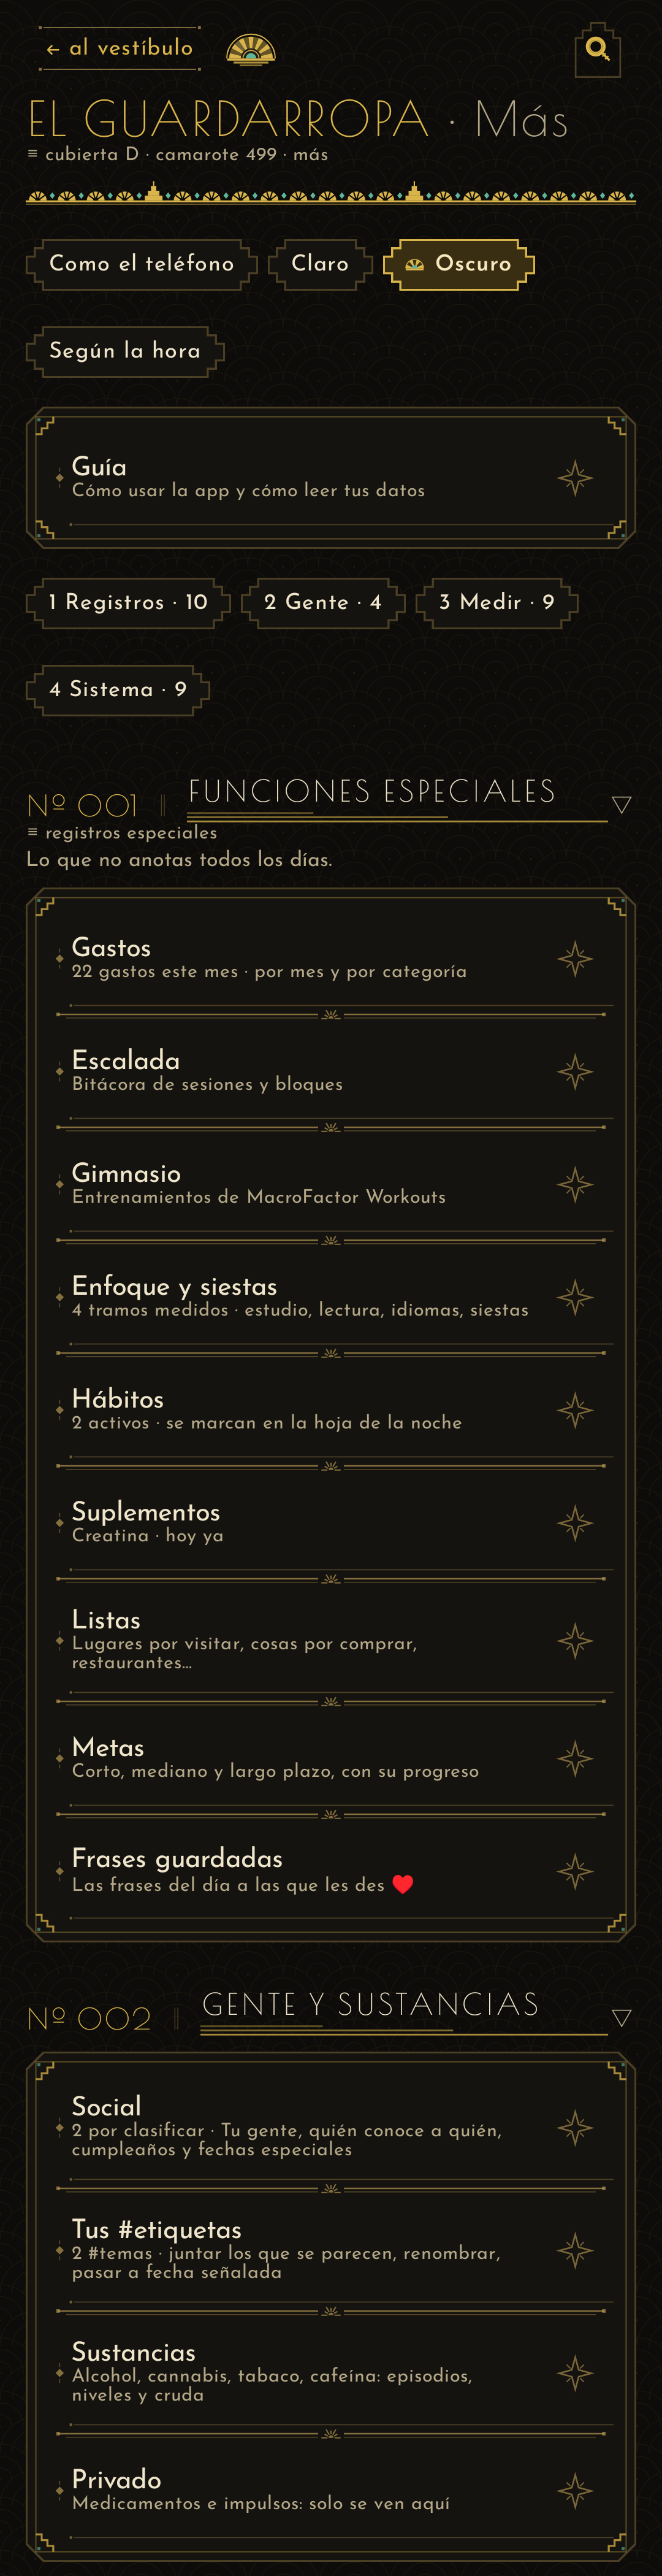 ← al vestíbulo
EL GUARDARROPA · Más
≡ cubierta D · camarote 499 · más
Como el teléfono
Claro
Oscuro
Según la hora
Guía
Cómo usar la app y cómo leer tus datos
1 Registros · 10
2 Gente · 4
3 Medir · 9
4 Sistema · 9
Nº 001 ‖ FUNCIONES ESPECIALES ▽
≡ registros especiales
Lo que no anotas todos los días.
Gastos
22 gastos este mes · por mes y por categoría
Escalada
Bitácora de sesiones y bloques
Gimnasio
Entrenamientos de MacroFactor Workouts
Enfoque y siestas
4 tramos medidos · estudio, lectura, idiomas, siestas
Hábitos
2 activos · se marcan en la hoja de la noche
Suplementos
Creatina · hoy ya
Listas
Lugares por visitar, cosas por comprar,
restaurantes...
Metas
Corto, mediano y largo plazo, con su progreso
Frases guardadas
Las frases del día a las que les des ❤️
Nº 002 ‖ GENTE Y SUSTANCIAS ▽
Social
2 por clasificar · Tu gente, quién conoce a quién,
cumpleaños y fechas especiales
Tus #etiquetas
2 #temas · juntar los que se parecen, renombrar,
pasar a fecha señalada
Sustancias
Alcohol, cannabis, tabaco, cafeína: episodios,
niveles y cruda
Privado
Medicamentos e impulsos: solo se ven aquí